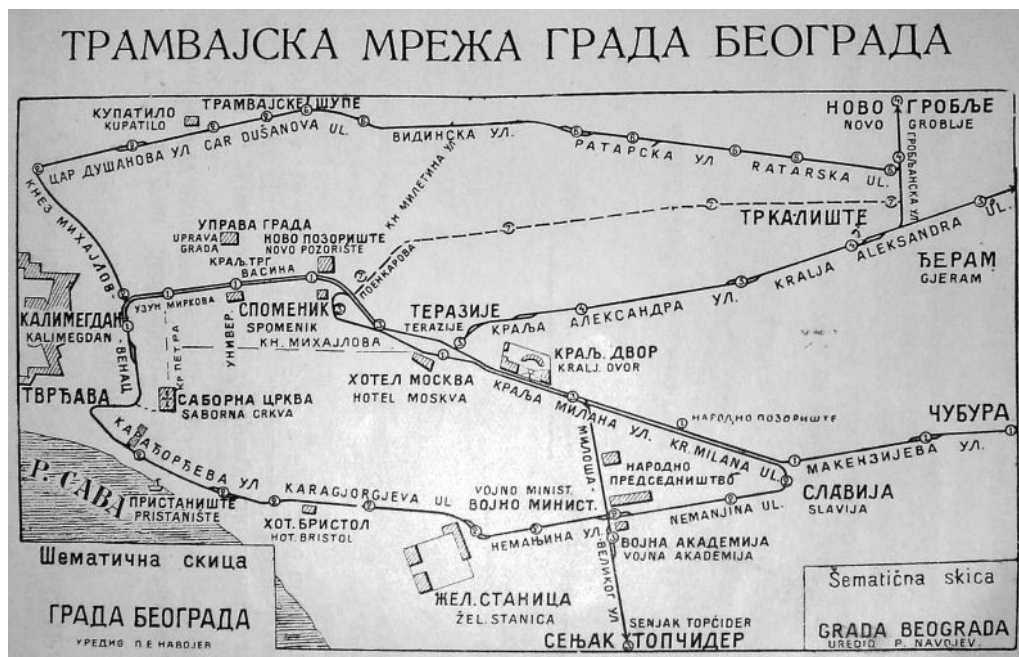 ТРАМВАЈСКА МРЕЖА ГРАДА БЕОГРАДА
КУПАТИЛО
KUPATILO
ТРАМВАЈСКЕ ШУПЕ
НОВО ГРОБЉЕ
NOVO GROBLJE
ЦАР ДУШАНОВА УЛ CAR DUŠANOVA UL.
ВИДИНСКА УЛ.
РАТАРСКА УЛ RATARSKA UL.
ГРОБЉАНСКА УЛ
КН МИЛЕТИНА УЛ
КНЕЗ МИХАЈЛОВ-
ВЕНАЦ
УПРАВА ГРАДА
UPRAVA
GRADA
НОВО ПОЗОРИШТЕ
NOVO POZORIŠTE
КРАЉ.ТРГ
ВАСИНА
ТРКАЛИШТЕ
ПОЕНКАРОВА
КРАЉА АЛЕКСАНДРА УЛ. KRALJA ALEKSANDRA UL.
ЂЕРАМ
GJERAM
УЗУН МИРКОВА
СПОМЕНИК
SPOMENIK
ТЕРАЗИЈЕ
TERAZIJE
КАЛИМЕГДАН
KALIMEGDAN
КР ПЕТРА
УНИВЕР.
КН. МИХАЈЛОВА
КРАЉ. ДВОР
KRALJ. DVOR
ХОТЕЛ МОСКВА
HOTEL MOSKVA
ТВРЂАВА
САБОРНА ЦРКВА
SABORNA CRKVA
КРАЉА МИЛАНА УЛ. KR. MILANA UL.
НАРОДНО ПОЗОРИШТЕ
ЧУБУРА
МАКЕНЗИЈЕВА УЛ.
МИЛОША-
ВЕЛИКОГ УЛ
НАРОДНО
ПРЕДСЕДНИШТВО
СЛАВИЈА
SLAVIJA
КАРАЂОРЂЕВА УЛ KARAGJORGJEVA UL
Р. САВА
ПРИСТАНИШТЕ
PRISTANIŠTE
ХОТ. БРИСТОЛ
HOT. BRISTOL
VOJNO MINIST.
ВОЈНО МИНИСТ.
НЕМАЊИНА УЛ. NEMANJINA UL.
ВОЈНА АКАДЕМИЈА
VOJNA AKADEMIJA
ЖЕЛ. СТАНИЦА
ŽEL. STANICA
SENJAK TOPČIDER
СЕЊАК ТОПЧИДЕР
Шематична скица
ГРАДА БЕОГРАДА
УРЕДИО П.Е НАВОЈЕР
Šematična skica
GRADA BEOGRADA
UREDIO P. NAVOJEV.